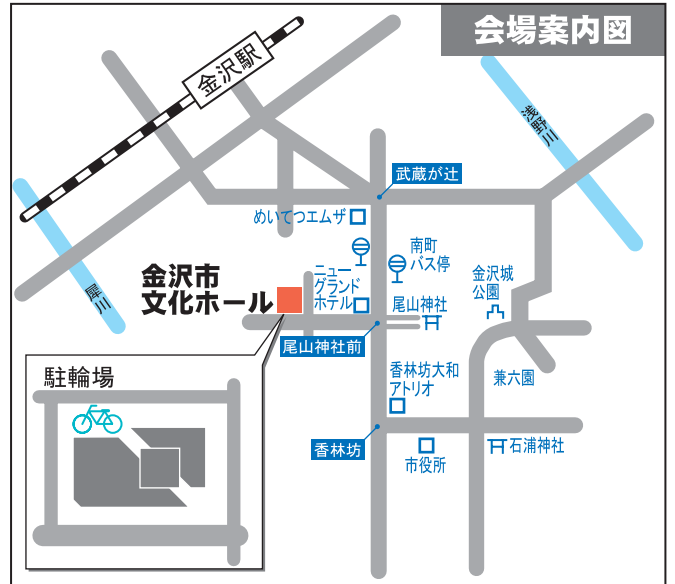 会場案内図
金沢駅
浅野川
武蔵が辻
めいてつエムザ
南町
バス停
金沢城
公園
犀川
金沢市
文化ホール
ニュー
グランド
ホテル
尾山神社
尾山神社前
駐輪場
香林坊大和
アトリオ
兼六園
香林坊
市役所
石浦神社